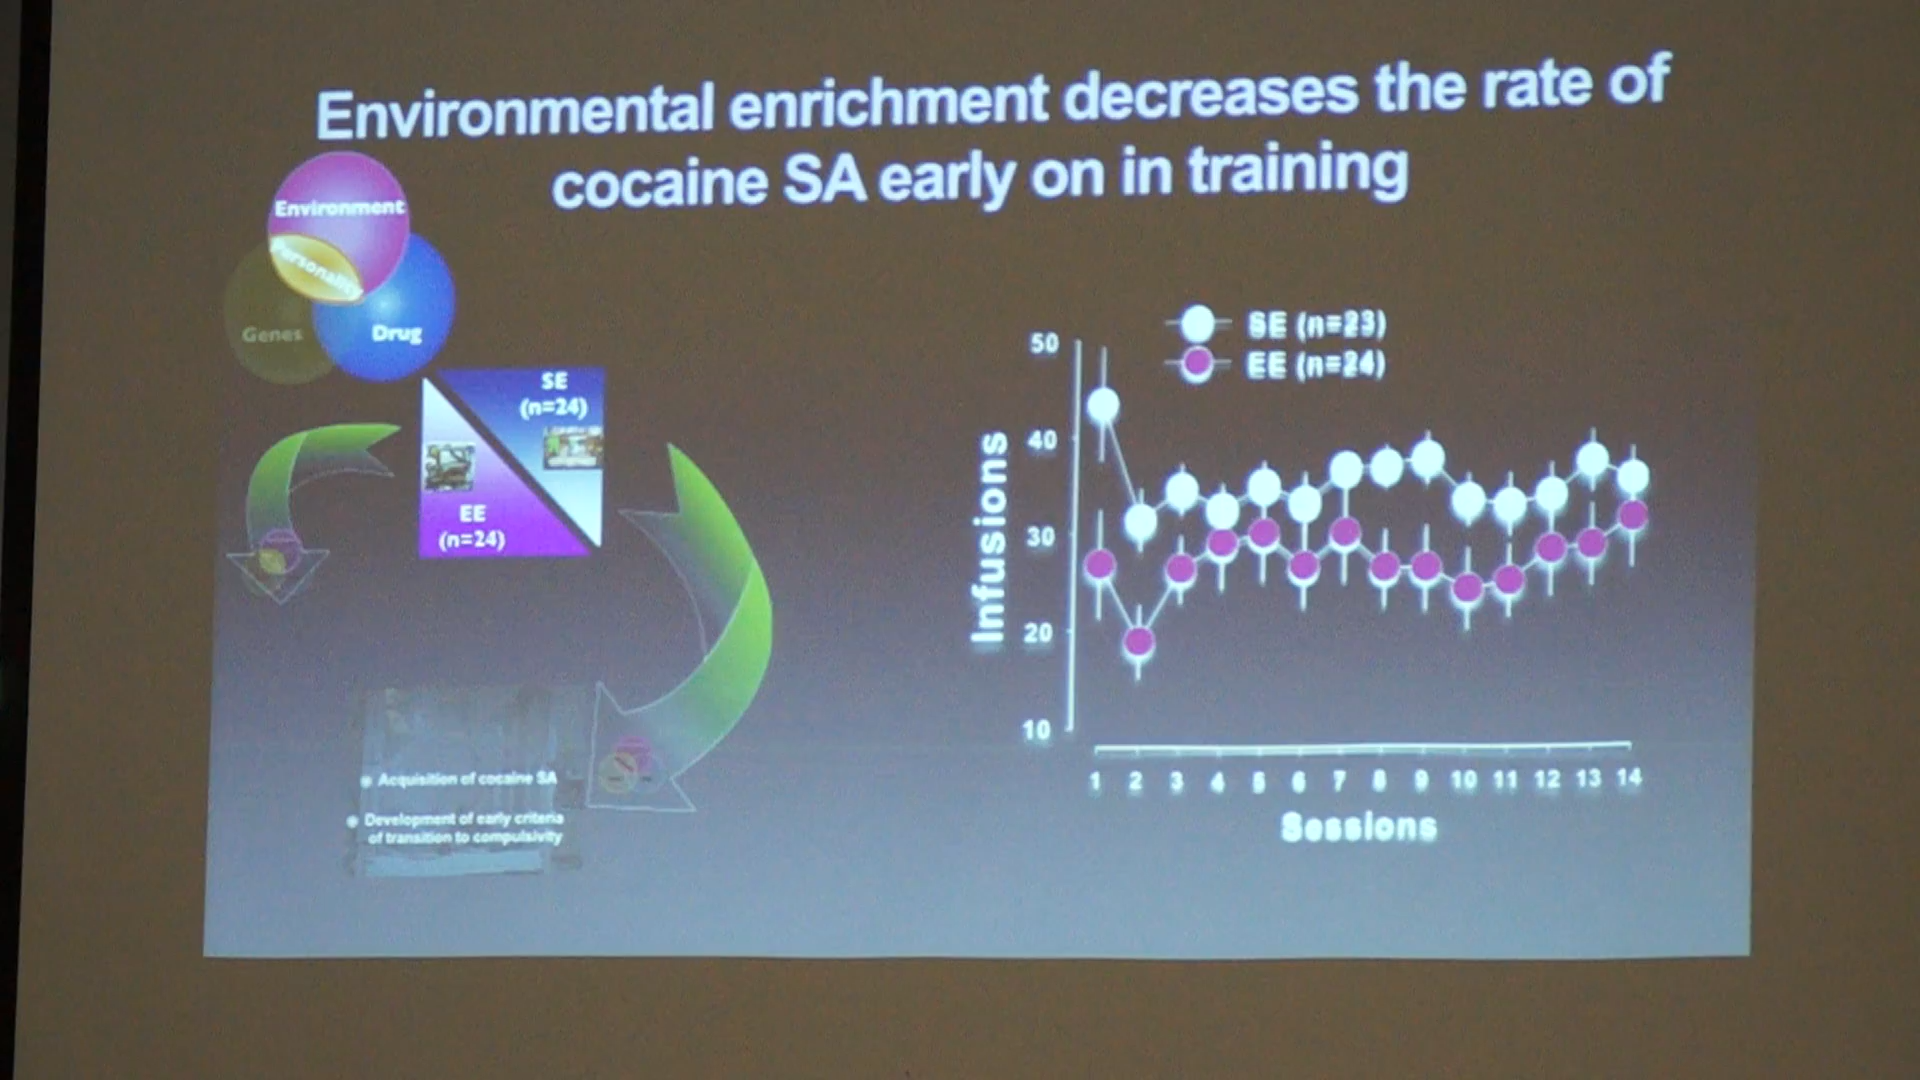 Environmental enrichment decreases the rate of
cocaine SA early on in training
Environment
Personality
Genes
Drug
SE
(n=24)
EE
(n=24)
Acquisition of cocaine SA
Development of early criteria
of transition to compulsivity
SE (n=23)
EE (n=24)
Infusions
50
40
30
20
10
1 2 3 4 5 6 7 8 9 10 11 12 13 14
Sessions